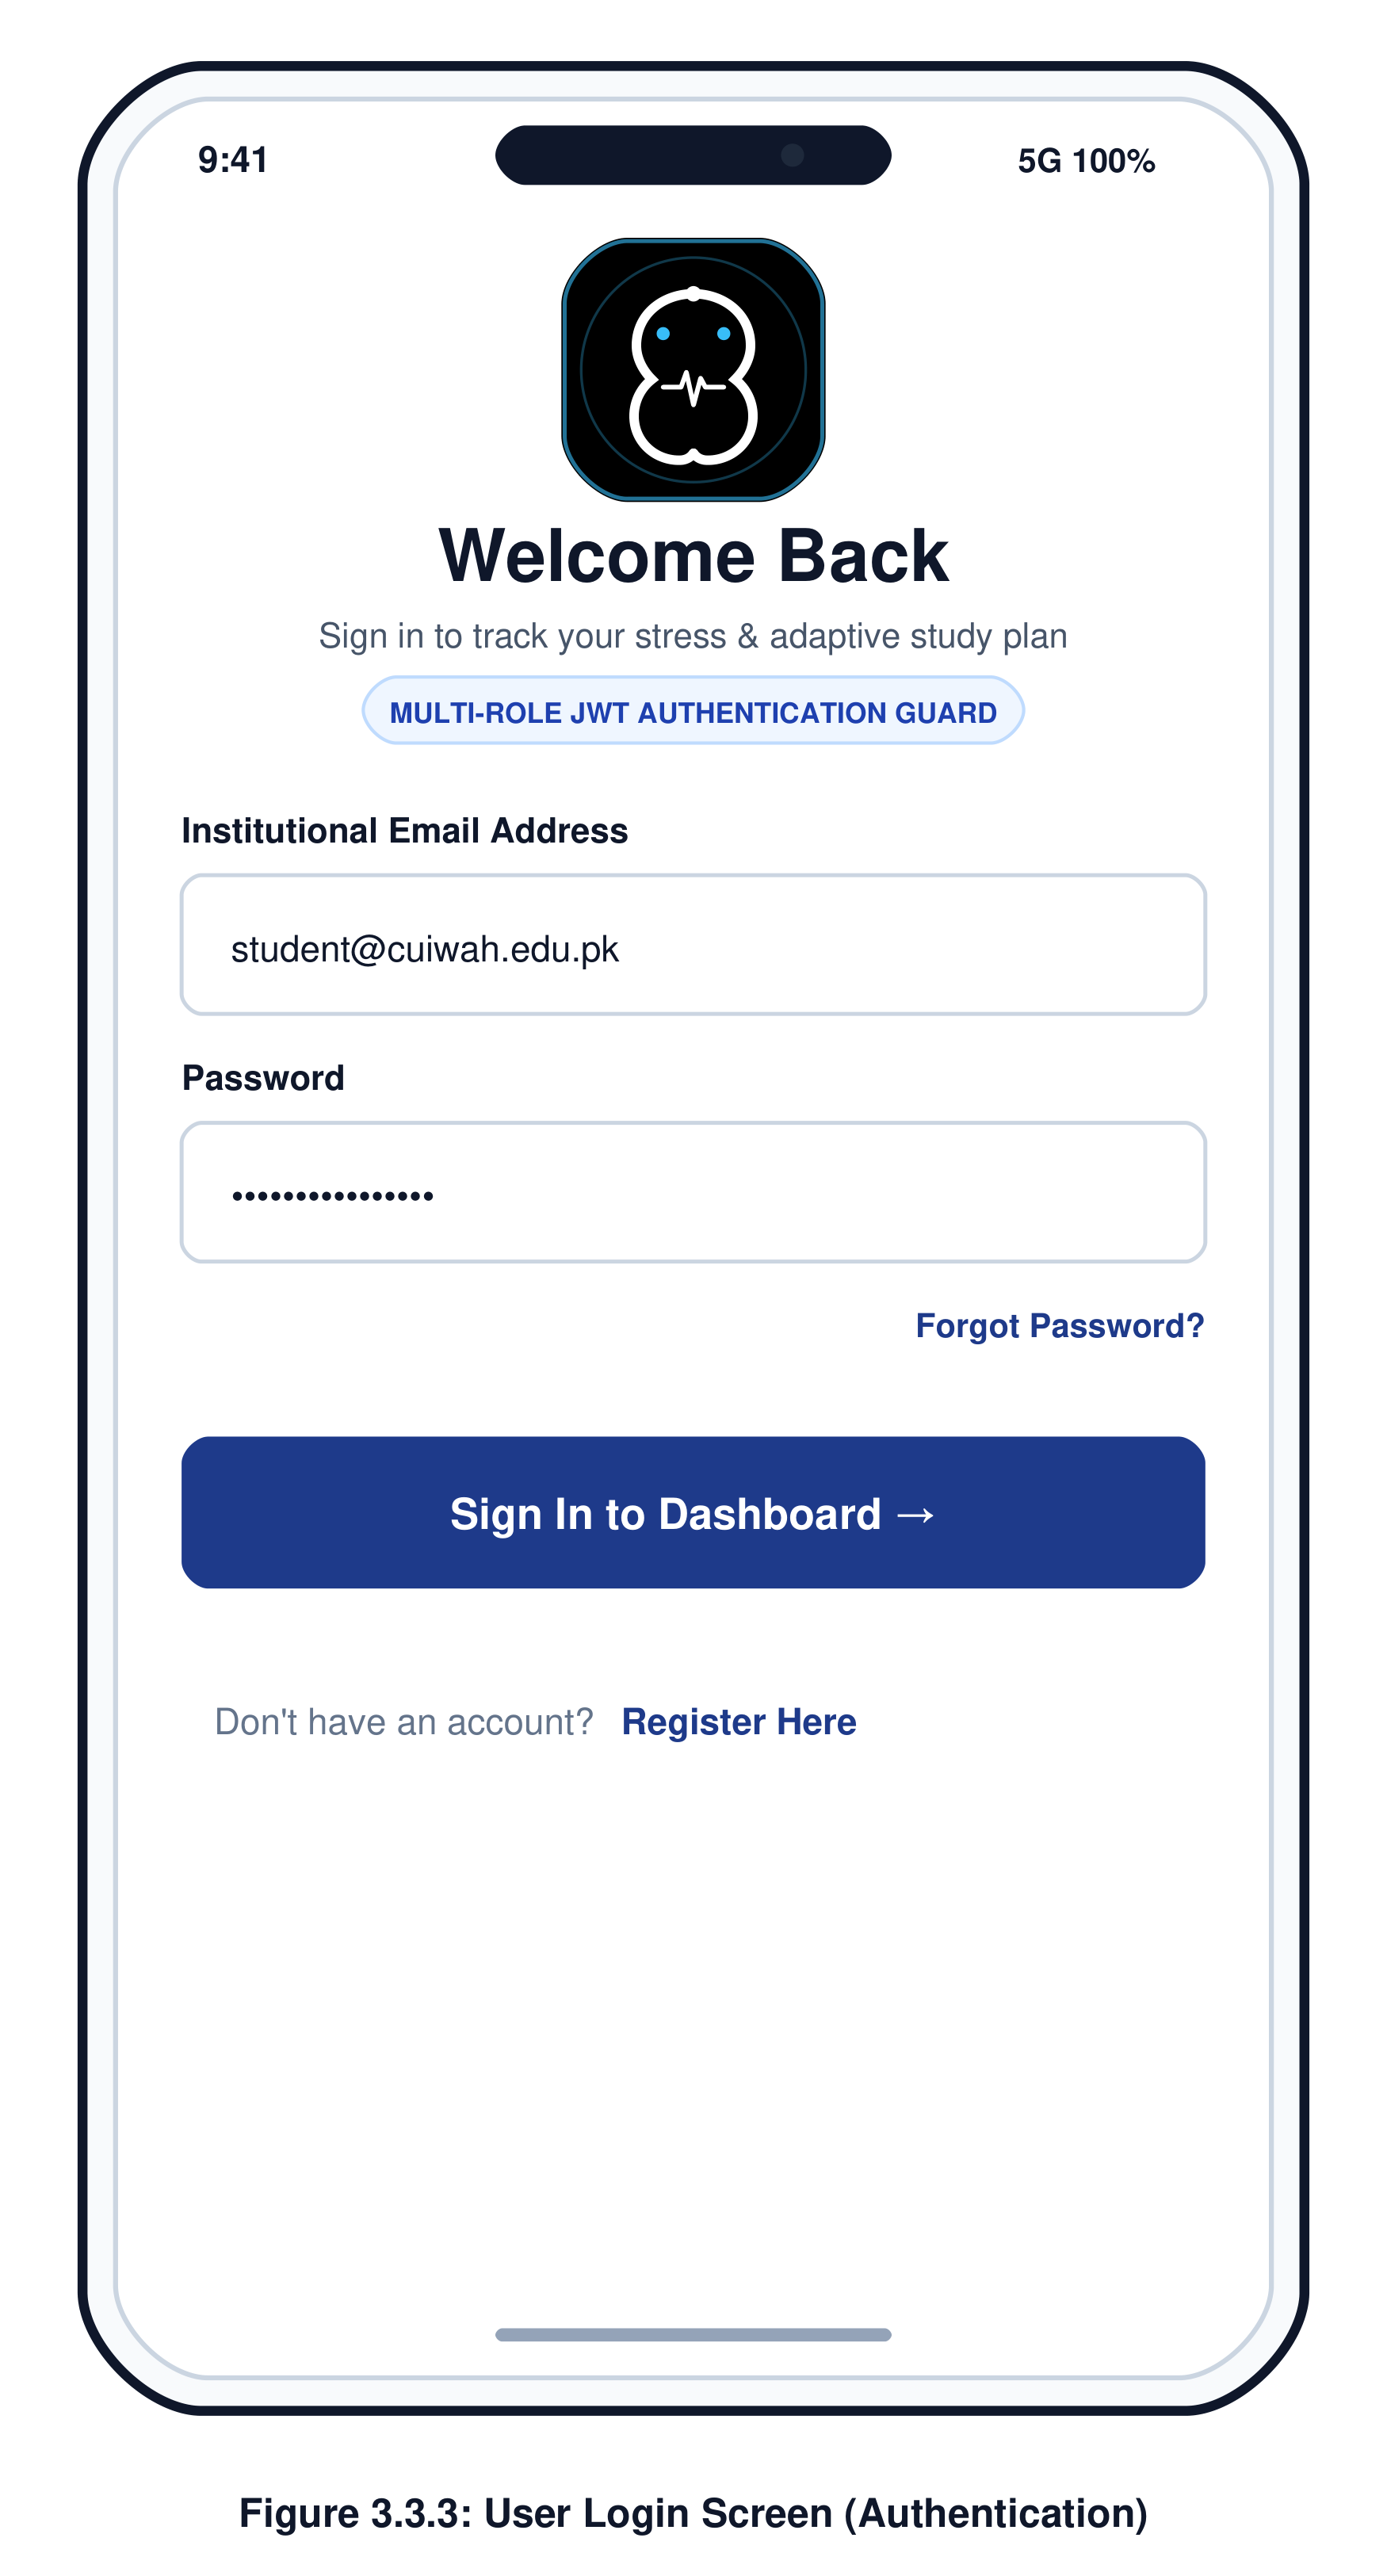 9:41
5G 100%
Welcome Back
Sign in to track your stress & adaptive study plan
MULTI-ROLE JWT AUTHENTICATION GUARD
Institutional Email Address
student@cuiwah.edu.pk
Password
••••••••••••••••
Forgot Password?
Sign In to Dashboard →
Don't have an account? Register Here
Figure 3.3.3: User Login Screen (Authentication)